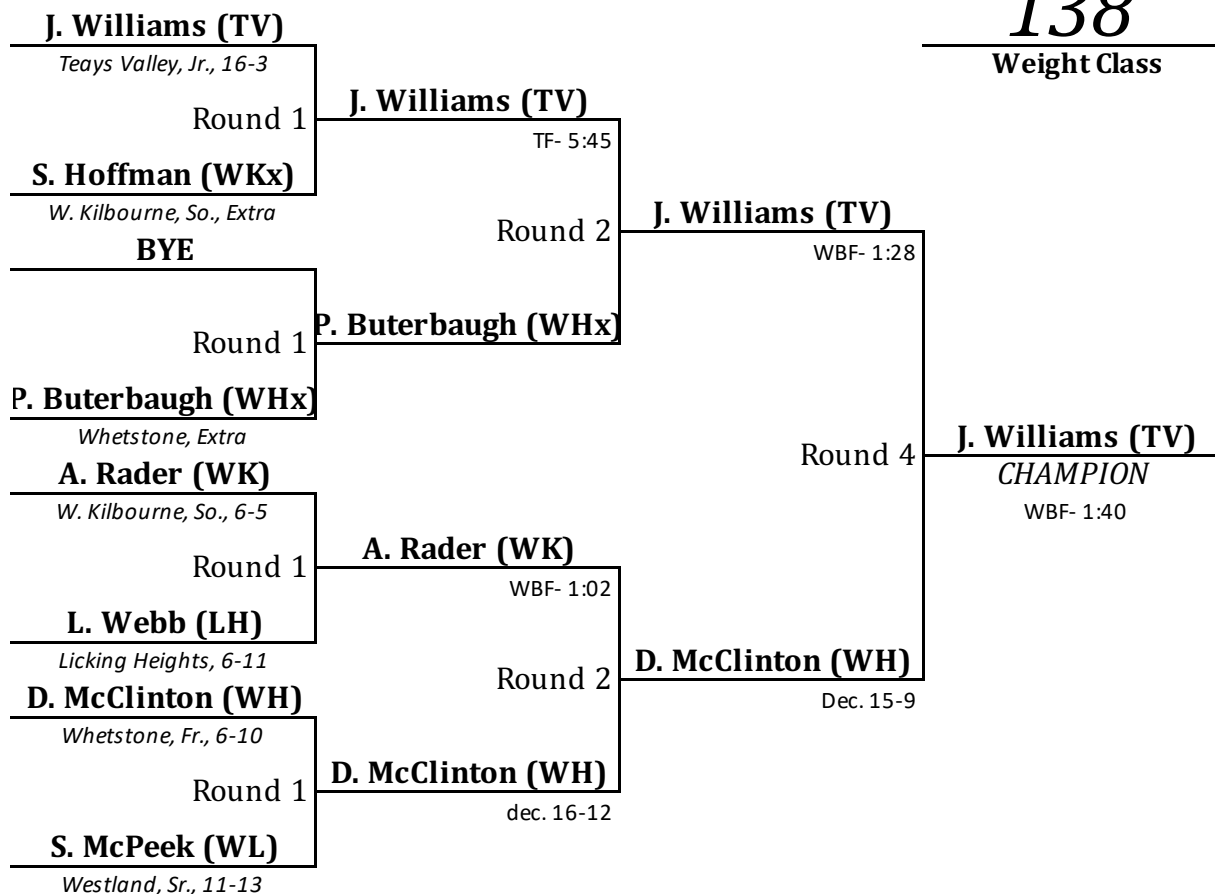 138
Weight Class
J. Williams (TV)
Teays Valley, Jr., 16-3
Round 1
S. Hoffman (WKx)
W. Kilbourne, So., Extra
BYE
Round 1
P. Buterbaugh (WHx)
Whetstone, Extra
A. Rader (WK)
W. Kilbourne, So., 6-5
Round 1
L. Webb (LH)
Licking Heights, 6-11
D. McClinton (WH)
Whetstone, Fr., 6-10
Round 1
S. McPeek (WL)
Westland, Sr., 11-13
J. Williams (TV)
TF- 5:45
Round 2
P. Buterbaugh (WHx)
A. Rader (WK)
WBF- 1:02
Round 2
D. McClinton (WH)
dec. 16-12
J. Williams (TV)
WBF- 1:28
Round 4
D. McClinton (WH)
Dec. 15-9
J. Williams (TV)
CHAMPION
WBF- 1:40